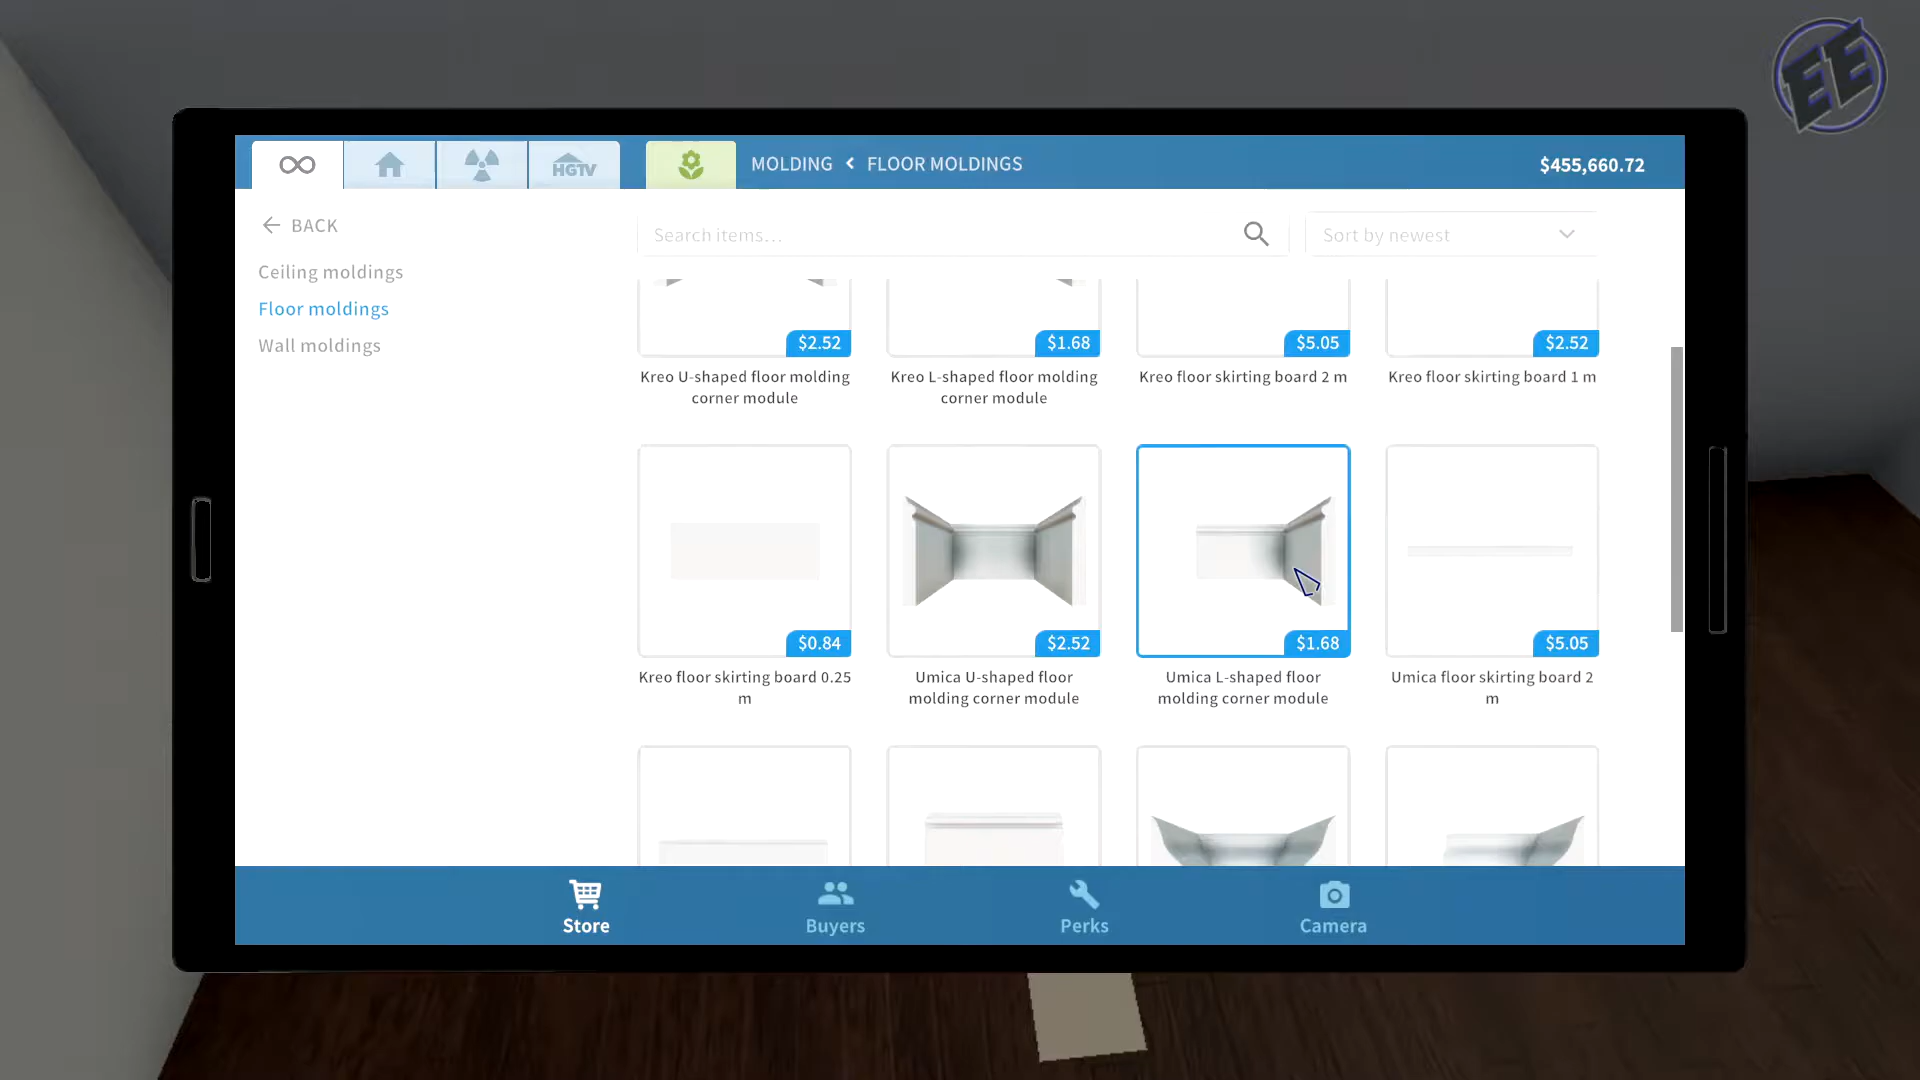 EE
HGTV
MOLDING < FLOOR MOLDINGS
$455,660.72
BACK
Search items...
Sort by newest
Ceiling moldings
Floor moldings
Wall moldings
$2.52
$1.68
$5.05
$2.52
Kreo U-shaped floor molding
corner module
Kreo L-shaped floor molding
corner module
Kreo floor skirting board 2 m
Kreo floor skirting board 1 m
$0.84
$2.52
$1.68
$5.05
Kreo floor skirting board 0.25
m
Umica U-shaped floor
molding corner module
Umica L-shaped floor
molding corner module
Umica floor skirting board 2
m
Store
Buyers
Perks
Camera